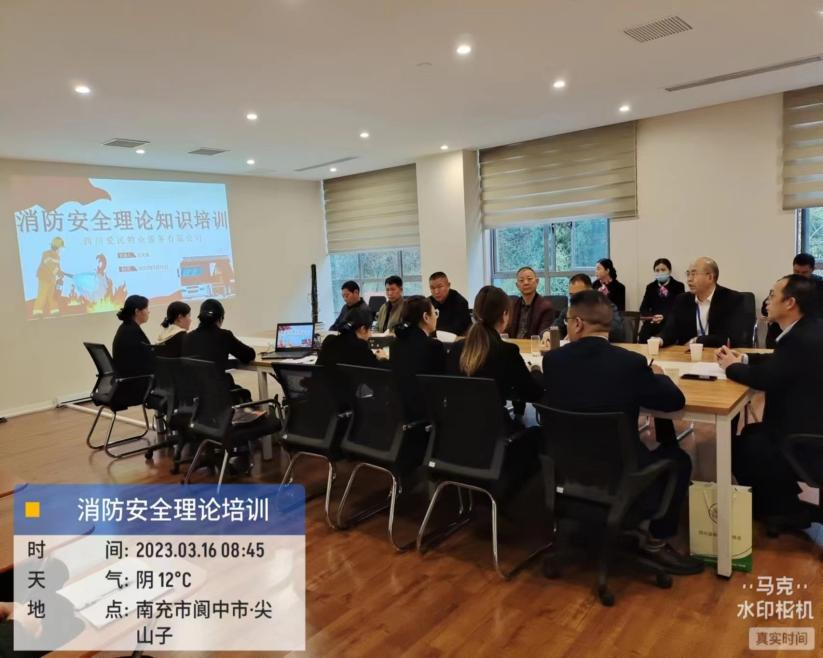 消防安全理论知识培训
四川爱民物业服务有限公司
消防安全理论培训
时 间: 2023.03.16 08:45
天 气: 阴 12°C
地 点: 南充市阆中市·尖
山子
马克
水印相机
真实时间